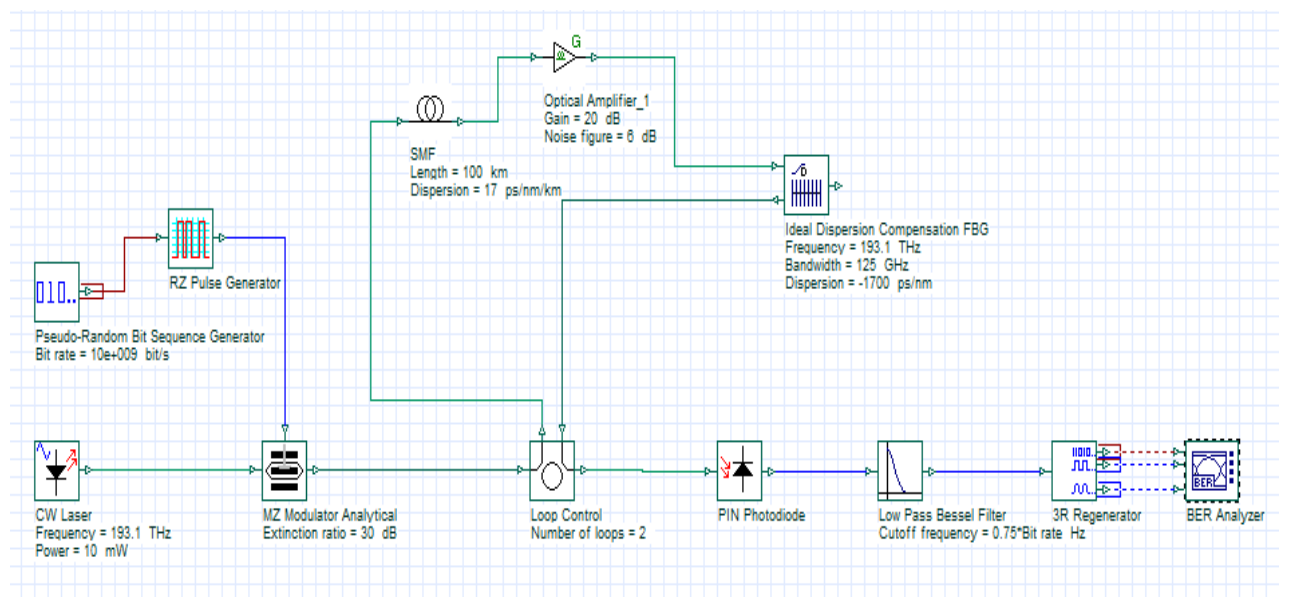 G
Optical Amplifier_1
Gain = 20 dB
Noise figure = 6 dB
SMF
Length = 100 km
Dispersion = 17 ps/nm/km
Ideal Dispersion Compensation FBG
Frequency = 193.1 THz
Bandwidth = 125 GHz
Dispersion = -1700 ps/nm
RZ Pulse Generator
010..
Pseudo-Random Bit Sequence Generator
Bit rate = 10e+009 bit/s
CW Laser
Frequency = 193.1 THz
Power = 10 mW
MZ Modulator Analytical
Extinction ratio = 30 dB
Loop Control
Number of loops = 2
PIN Photodiode
Low Pass Bessel Filter
Cutoff frequency = 0.75*Bit rate Hz
3R Regenerator
BER
BER Analyzer